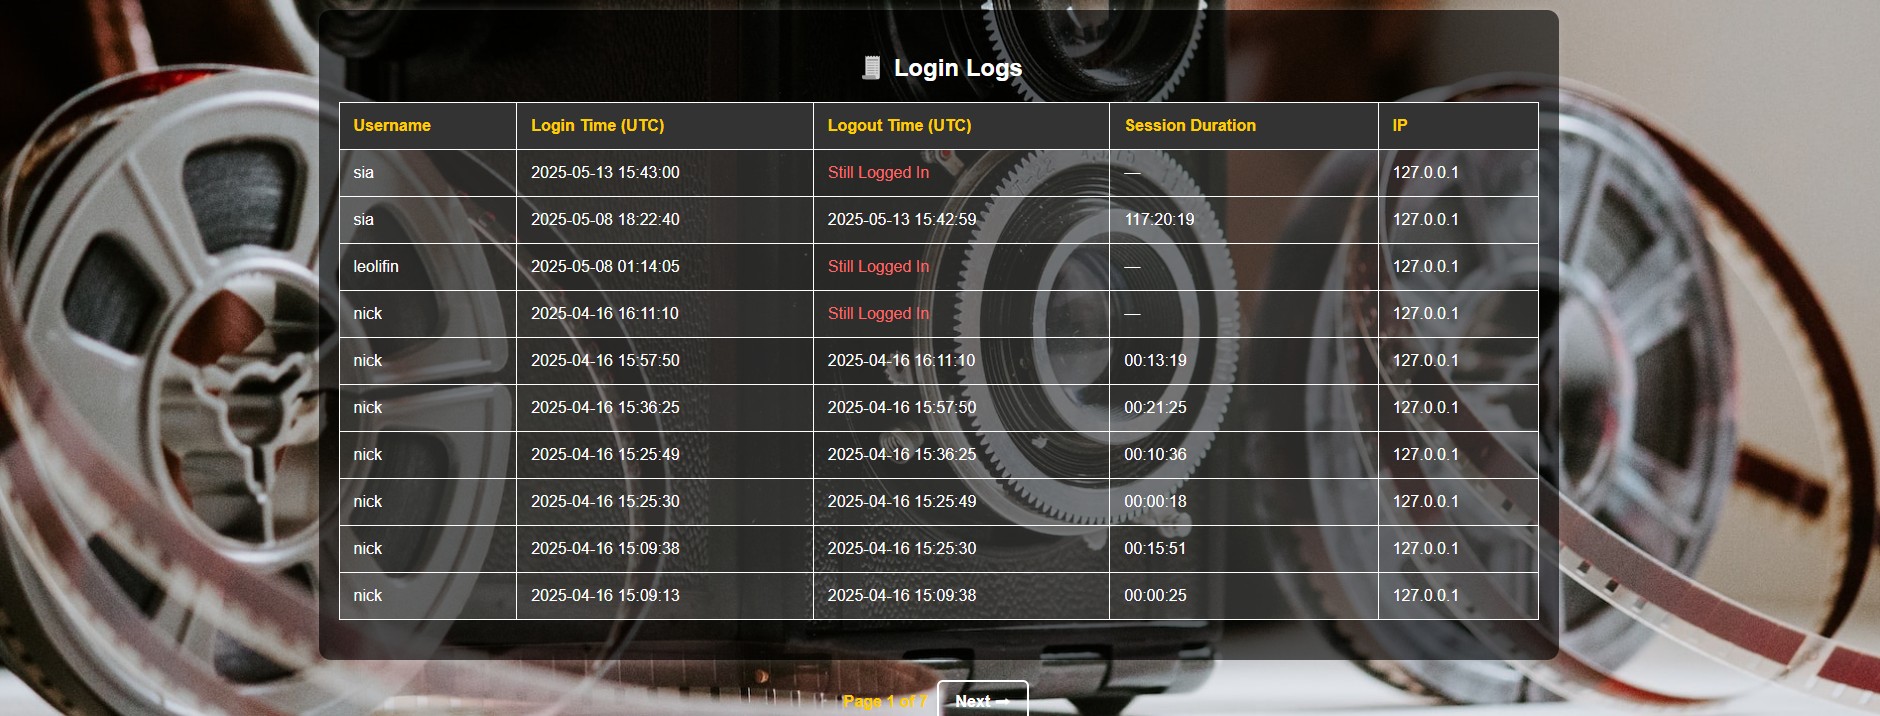 🧾 Login Logs
Username Login Time (UTC) Logout Time (UTC) Session Duration IP
sia 2025-05-13 15:43:00 Still Logged In — 127.0.0.1
sia 2025-05-08 18:22:40 2025-05-13 15:42:59 117:20:19 127.0.0.1
leolifin 2025-05-08 01:14:05 Still Logged In — 127.0.0.1
nick 2025-04-16 16:11:10 Still Logged In — 127.0.0.1
nick 2025-04-16 15:57:50 2025-04-16 16:11:10 00:13:19 127.0.0.1
nick 2025-04-16 15:36:25 2025-04-16 15:57:50 00:21:25 127.0.0.1
nick 2025-04-16 15:25:49 2025-04-16 15:36:25 00:10:36 127.0.0.1
nick 2025-04-16 15:25:30 2025-04-16 15:25:49 00:00:18 127.0.0.1
nick 2025-04-16 15:09:38 2025-04-16 15:25:30 00:15:51 127.0.0.1
nick 2025-04-16 15:09:13 2025-04-16 15:09:38 00:00:25 127.0.0.1
Page 1 of 7 Next ➡